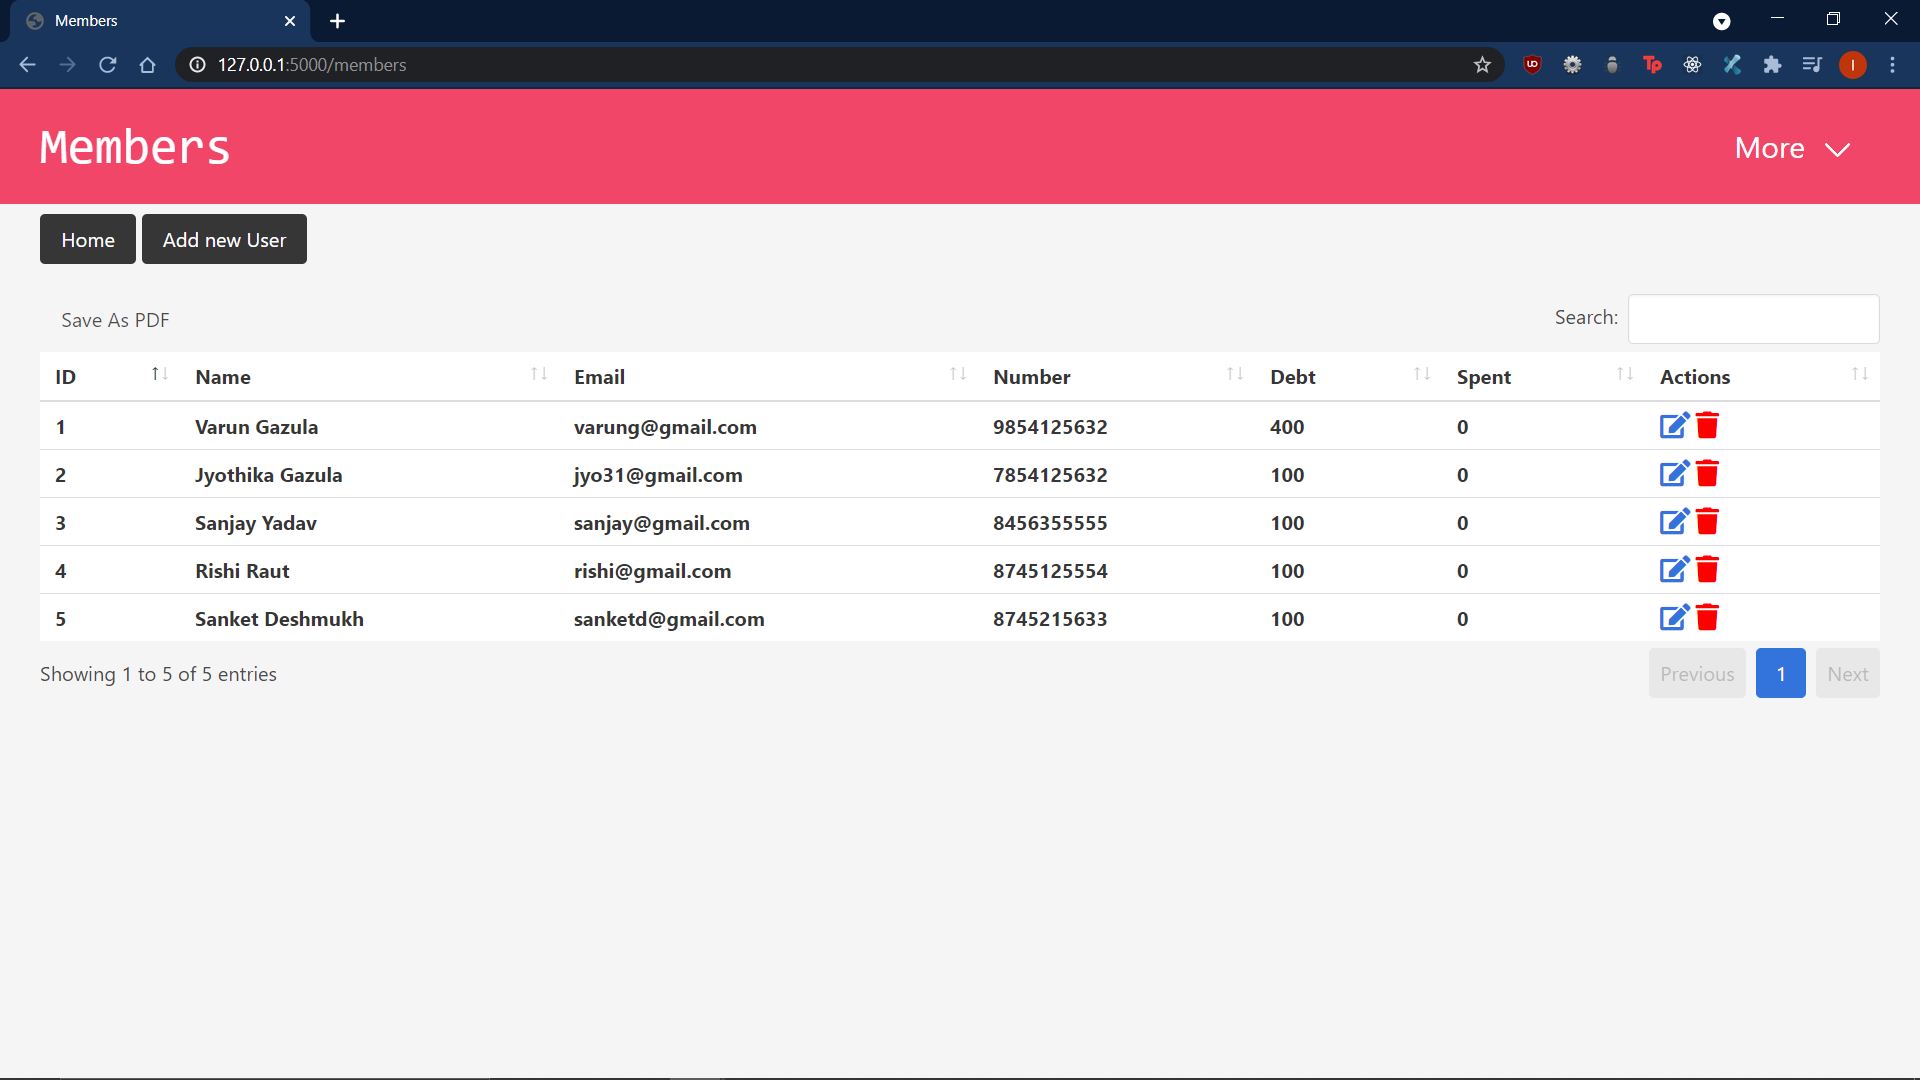 Members
127.0.0.1:5000/members
UD Tp I
Members More
Home Add new User
Save As PDF Search:
ID Name Email Number Debt Spent Actions
1 Varun Gazula varung@gmail.com 9854125632 400 0
2 Jyothika Gazula jyo31@gmail.com 7854125632 100 0
3 Sanjay Yadav sanjay@gmail.com 8456355555 100 0
4 Rishi Raut rishi@gmail.com 8745125554 100 0
5 Sanket Deshmukh sanketd@gmail.com 8745215633 100 0
Showing 1 to 5 of 5 entries Previous 1 Next